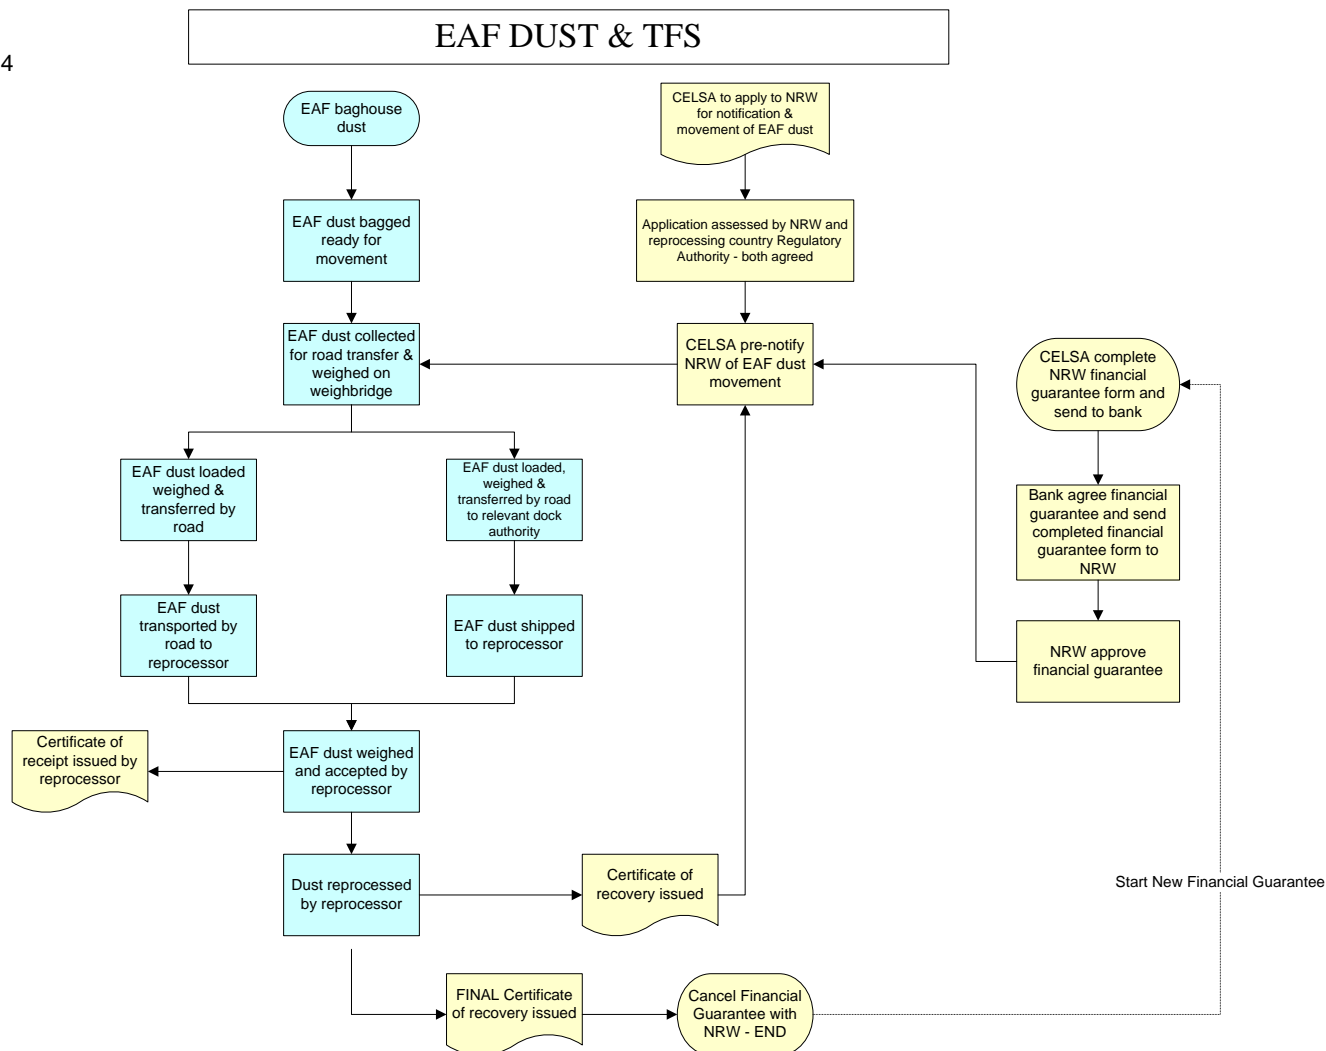 EAF DUST & TFS
4
EAF baghouse
dust
CELSA to apply to NRW
for notification &
movement of EAF dust
EAF dust bagged
ready for
movement
Application assessed by NRW and
reprocessing country Regulatory
Authority - both agreed
EAF dust collected
for road transfer &
weighed on
weighbridge
CELSA pre-notify
NRW of EAF dust
movement
CELSA complete
NRW financial
guarantee form and
send to bank
EAF dust loaded
weighed &
transferred by
road
EAF dust loaded,
weighed &
transferred by road
to relevant dock
authority
Bank agree financial
guarantee and send
completed financial
guarantee form to
NRW
EAF dust
transported by
road to
reprocessor
EAF dust shipped
to reprocessor
NRW approve
financial guarantee
Certificate of
receipt issued by
reprocessor
EAF dust weighed
and accepted by
reprocessor
Dust reprocessed
by reprocessor
Certificate of
recovery issued
Start New Financial Guarantee
FINAL Certificate
of recovery issued
Cancel Financial
Guarantee with
NRW - END